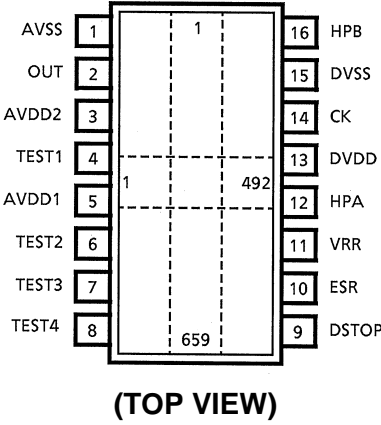 AVSS 1 1 16 HPB
OUT 2 15 DVSS
AVDD2 3 14 CK
TEST1 4 13 DVDD
1 492
AVDD1 5 12 HPA
TEST2 6 11 VRR
TEST3 7 10 ESR
TEST4 8 659 9 DSTOP
(TOP VIEW)